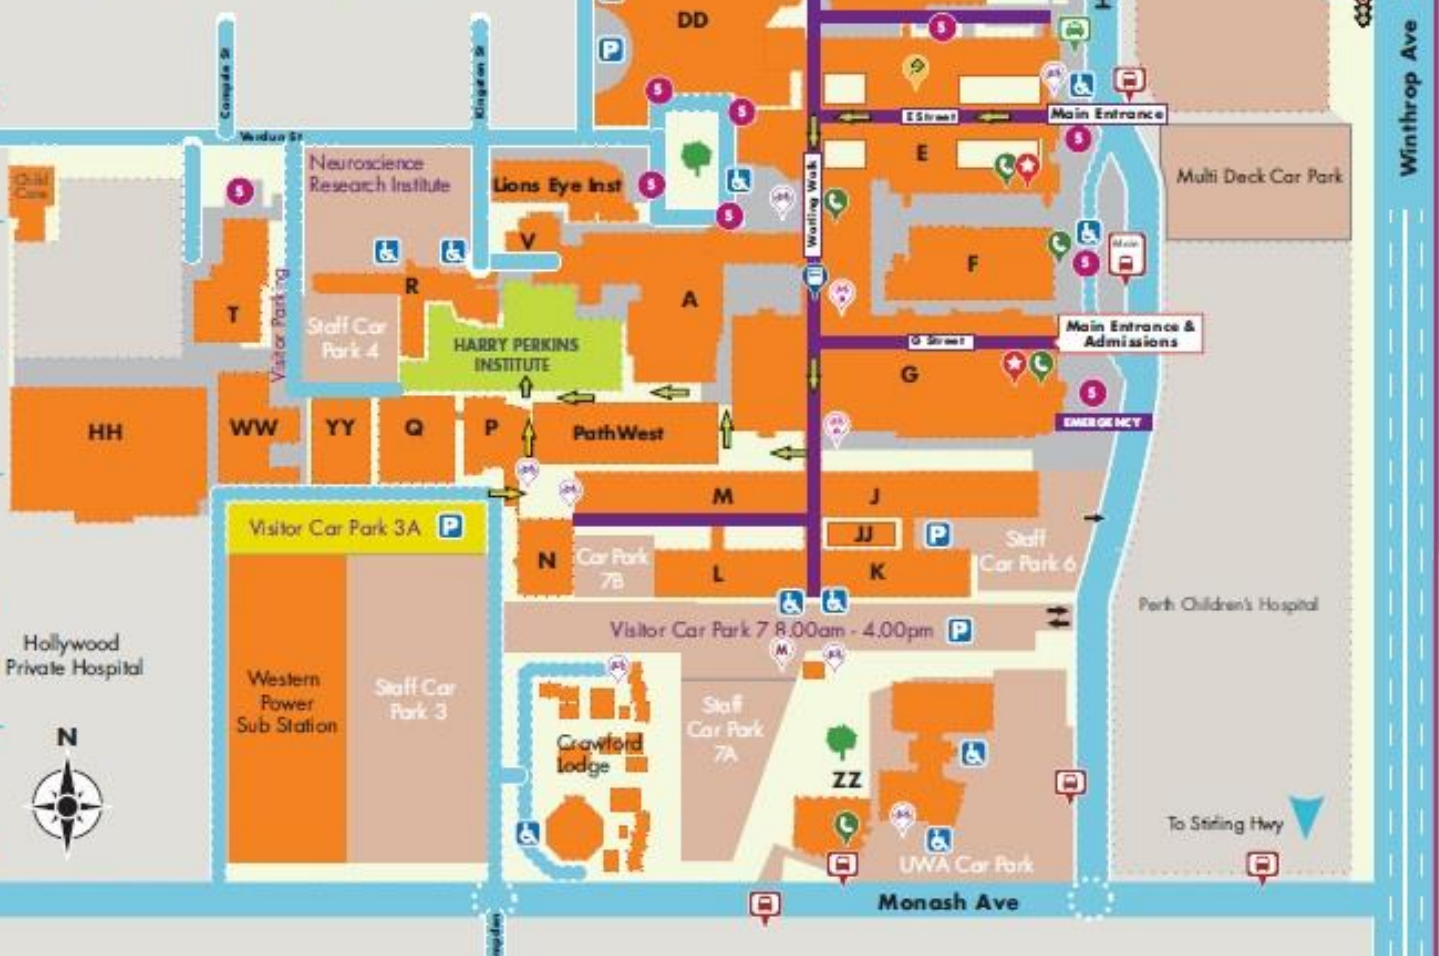 DD
P
Kingston St
Winthrop Ave
S
S
S
E Street
Main Entrance
Verdun St
S
Neuroscience
Research Institute
E
Child
Care
S
Lions Eye Inst
S
S
Multi Deck Car Park
Watling Walk
V
F
S
Main
R
A
T
Visitor Parking
Staff Car
Park 4
HARRY PERKINS
INSTITUTE
G Street
Main Entrance &
Admissions
G
S
EMERGENCY
HH
WW
YY
Q
P
PathWest
M
J
Visitor Car Park 3A
P
JJ
P
Staff
Car Park 6
N
Car Park
7B
L
K
Perth Children's Hospital
Visitor Car Park 7 8.00am - 4.00pm
P
M
Hollywood
Private Hospital
Western
Power
Sub Station
Staff Car
Park 3
Staff
Car Park
7A
N
Crawford
Lodge
ZZ
To Stirling Hwy
UWA Car Park
Monash Ave